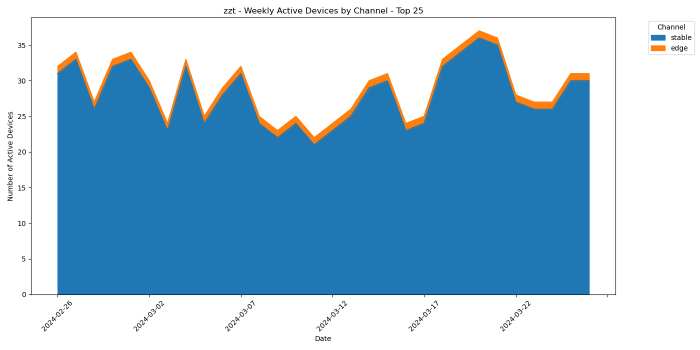 zzt - Weekly Active Devices by Channel - Top 25
Channel
stable
edge
Number of Active Devices
35
30
25
20
15
10
5
0
2024-02-26
2024-03-02
2024-03-07
2024-03-12
2024-03-17
2024-03-22
Date